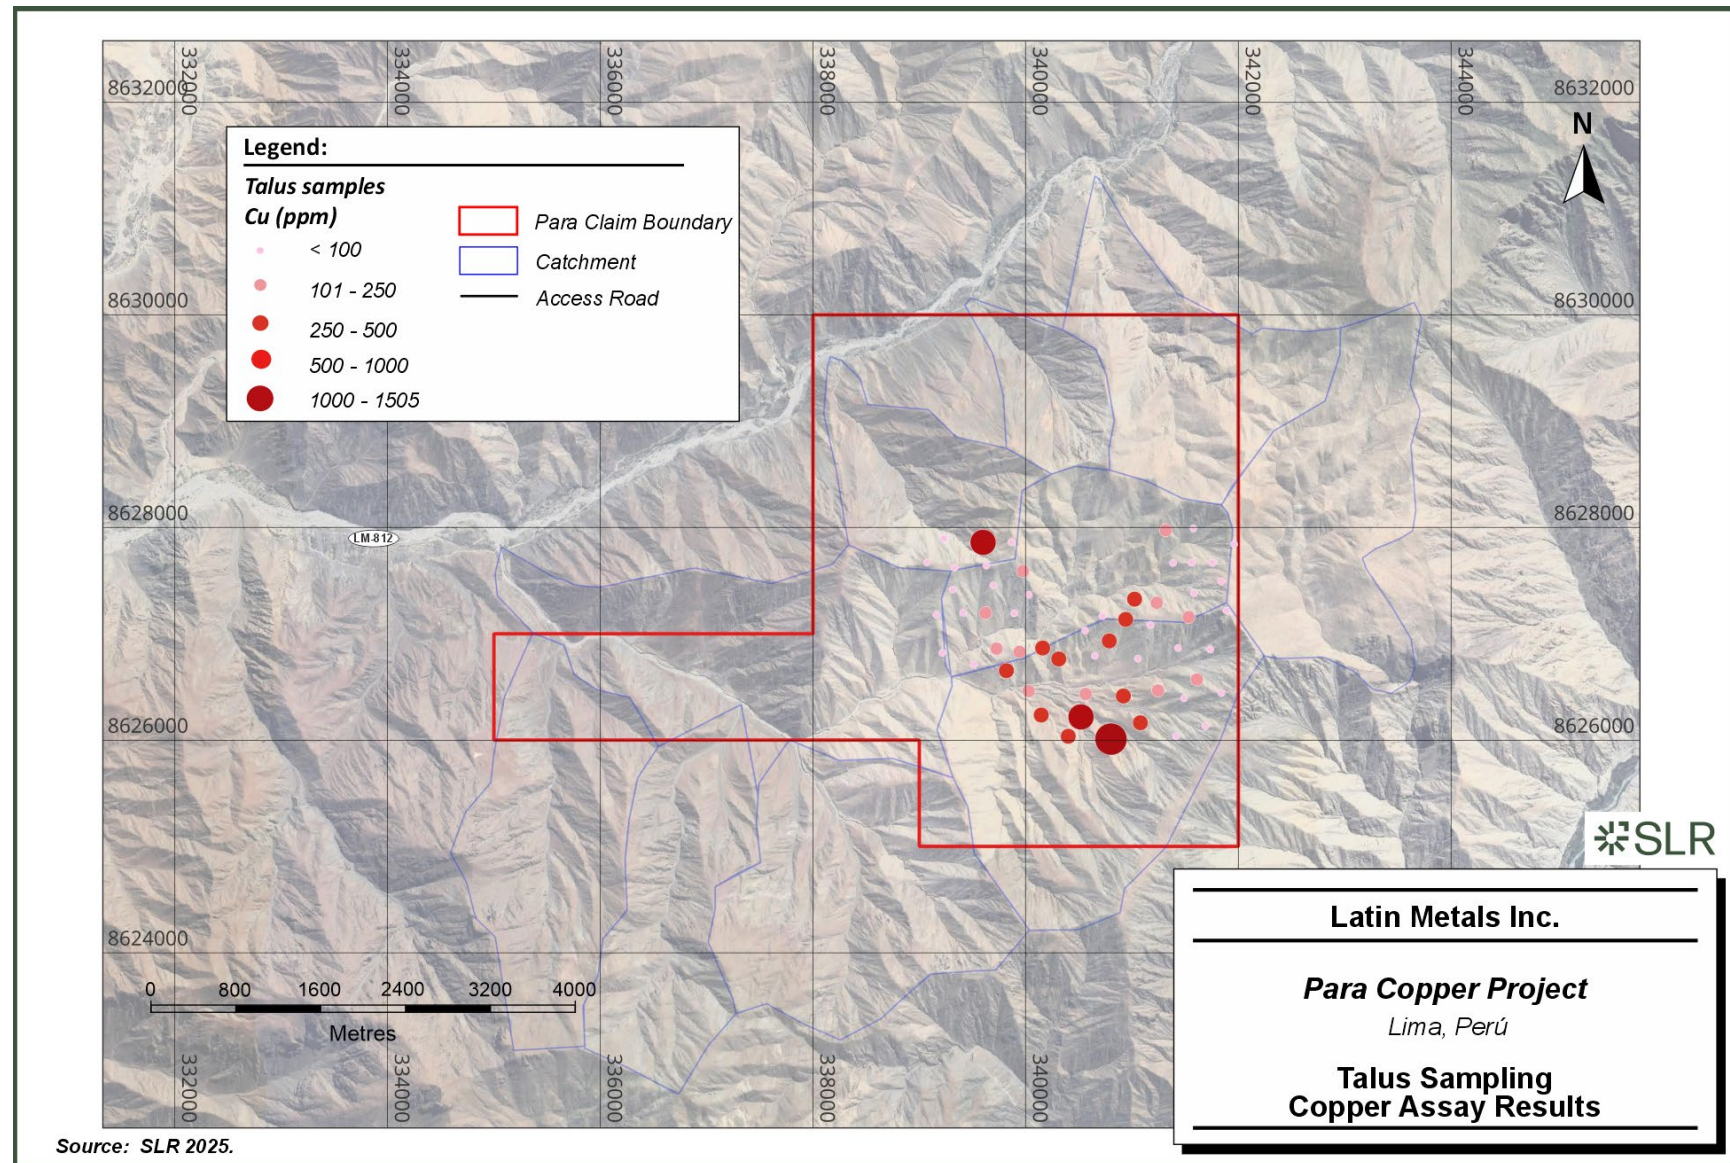 332000
334000
336000
338000
340000
342000
344000
8632000
8632000
N
Legend:
Talus samples
Cu (ppm)
< 100
101 - 250
250 - 500
500 - 1000
1000 - 1505
Para Claim Boundary
Catchment
Access Road
8630000
8630000
8628000
8628000
LM-812
8626000
8626000
SLR
8624000
0 800 1600 2400 3200 4000
Metres
332000
334000
336000
338000
340000
Latin Metals Inc.
Para Copper Project
Lima, Perú
Talus Sampling
Copper Assay Results
Source: SLR 2025.